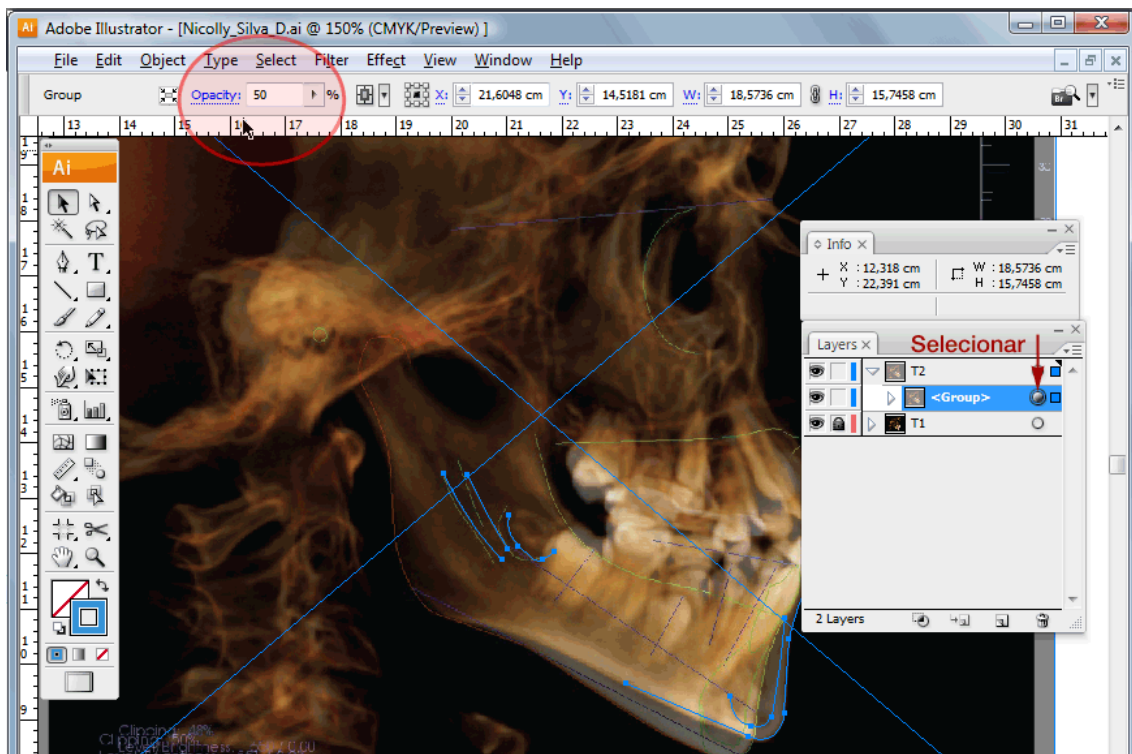 Adobe Illustrator - [Nicolly_Silva_D.ai @ 150% (CMYK/Preview) ]
File Edit Object Type Select Filter Effect View Window Help
Group Opacity: 50 % X: 21,6048 cm Y: 14,5181 cm W: 18,5736 cm H: 15,7458 cm
13 14 15 16 17 18 19 20 21 22 23 24 25 26 27 28 29 30 31
Ai
Info
X : 12,318 cm W : 18,5736 cm
Y : 22,391 cm H : 15,7458 cm
Layers Selecionar
T2
<Group>
T1
2 Layers
Clipping: 48%